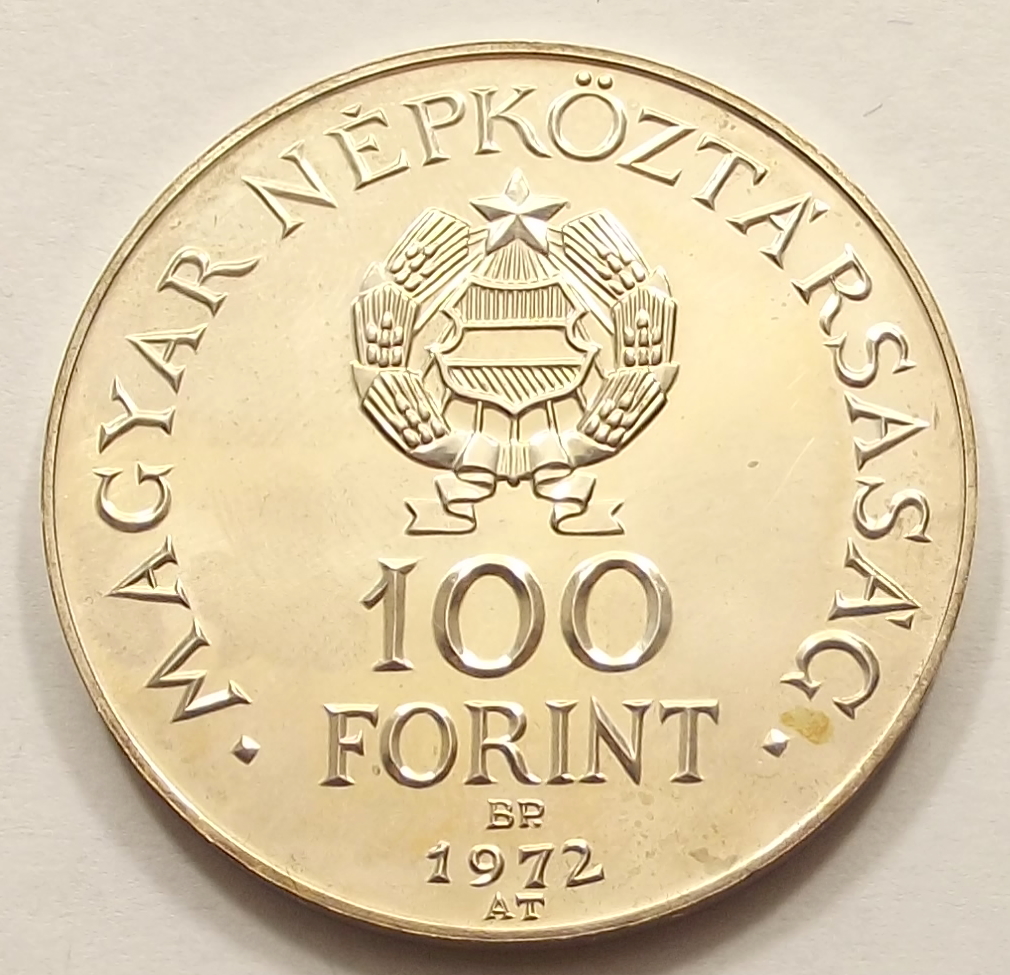 · MAGYAR NÉPKÖZTÁRSASÁG ·
100
FORINT
BP.
1972
AT